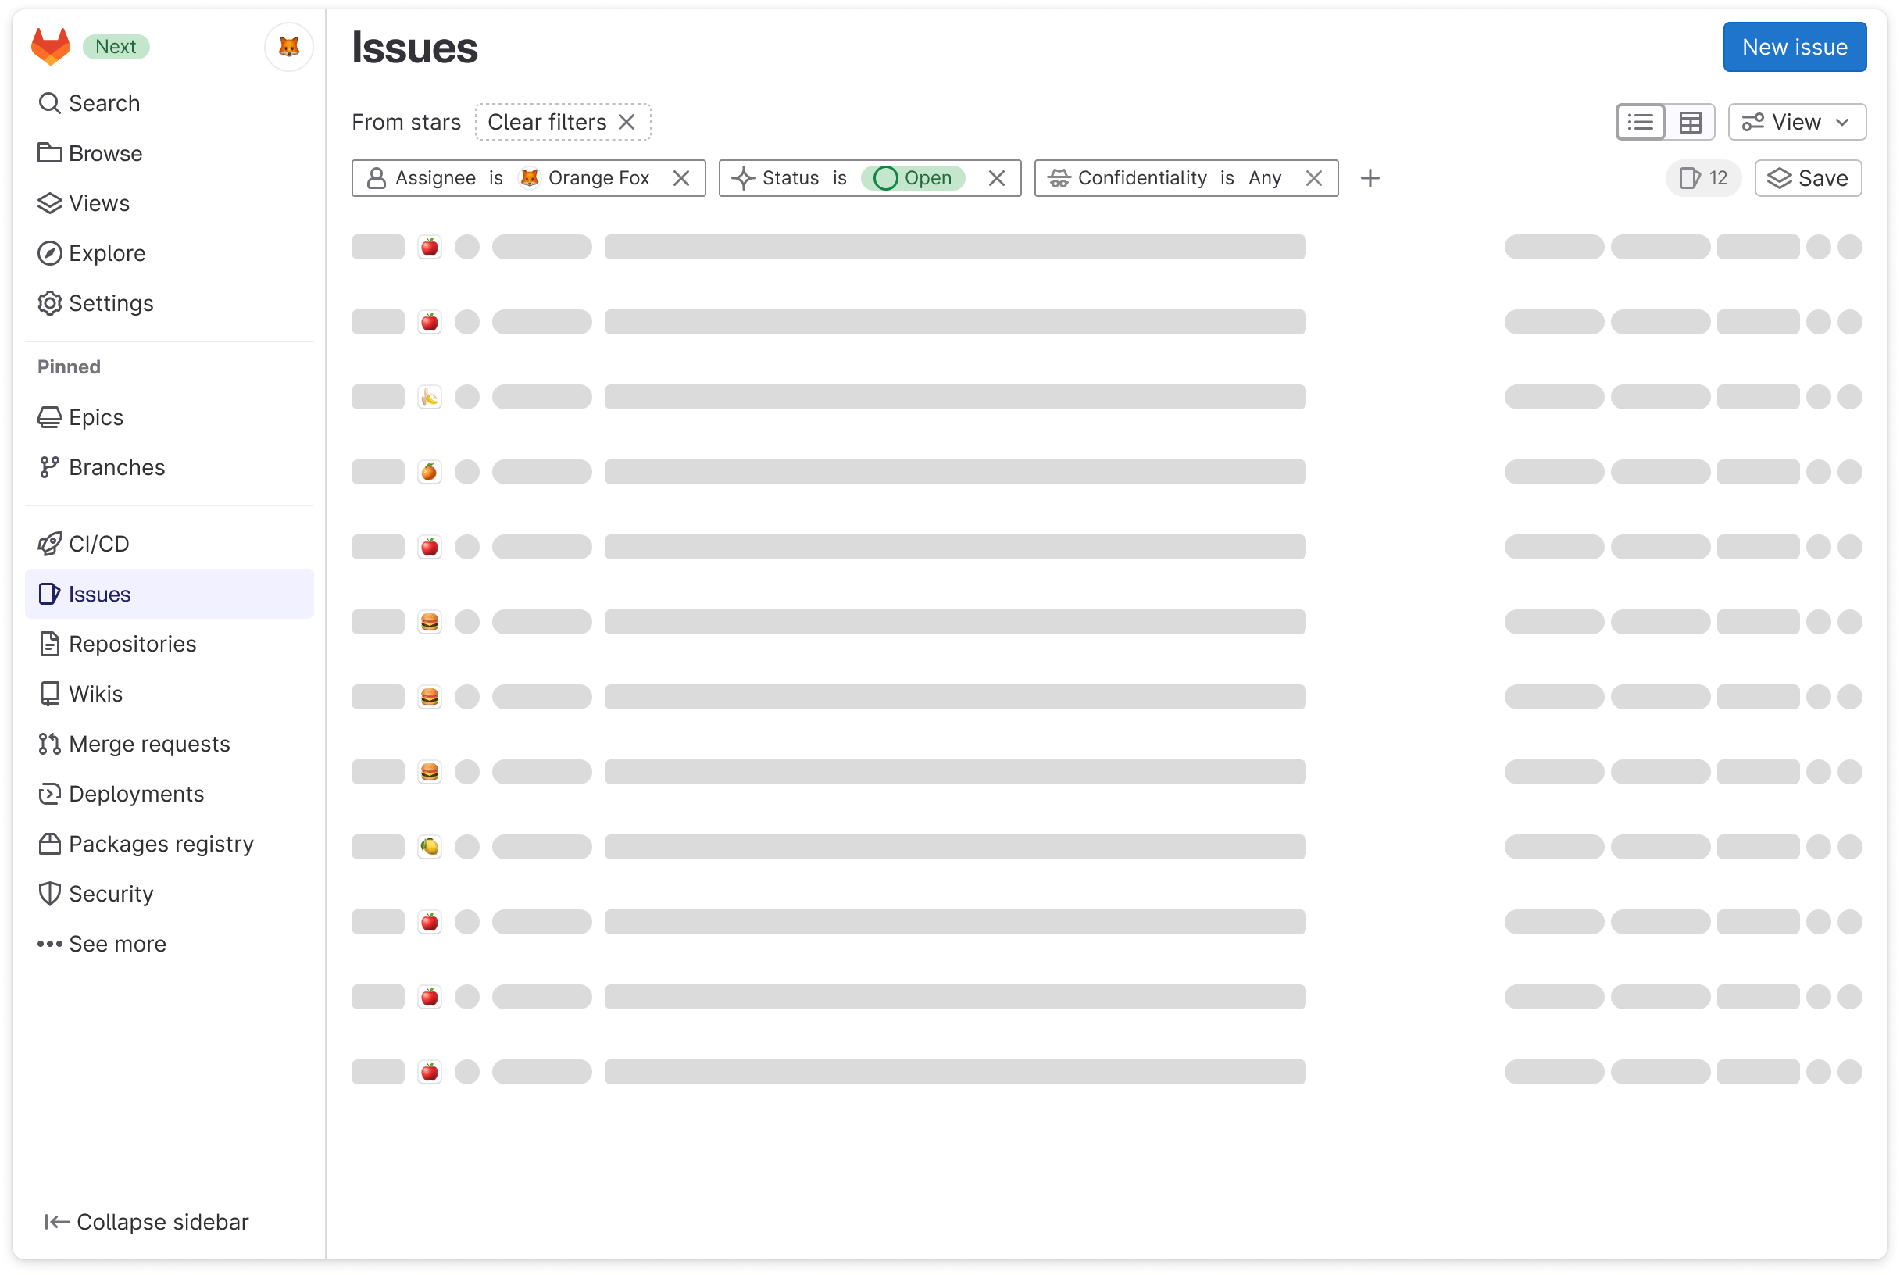 Next
Search
Browse
Views
Explore
Settings
Pinned
Epics
Branches
CI/CD
Issues
Repositories
Wikis
Merge requests
Deployments
Packages registry
Security
See more
Collapse sidebar
Issues
New issue
From stars Clear filters
View
Assignee is Orange Fox Status is Open Confidentiality is Any
12 Save